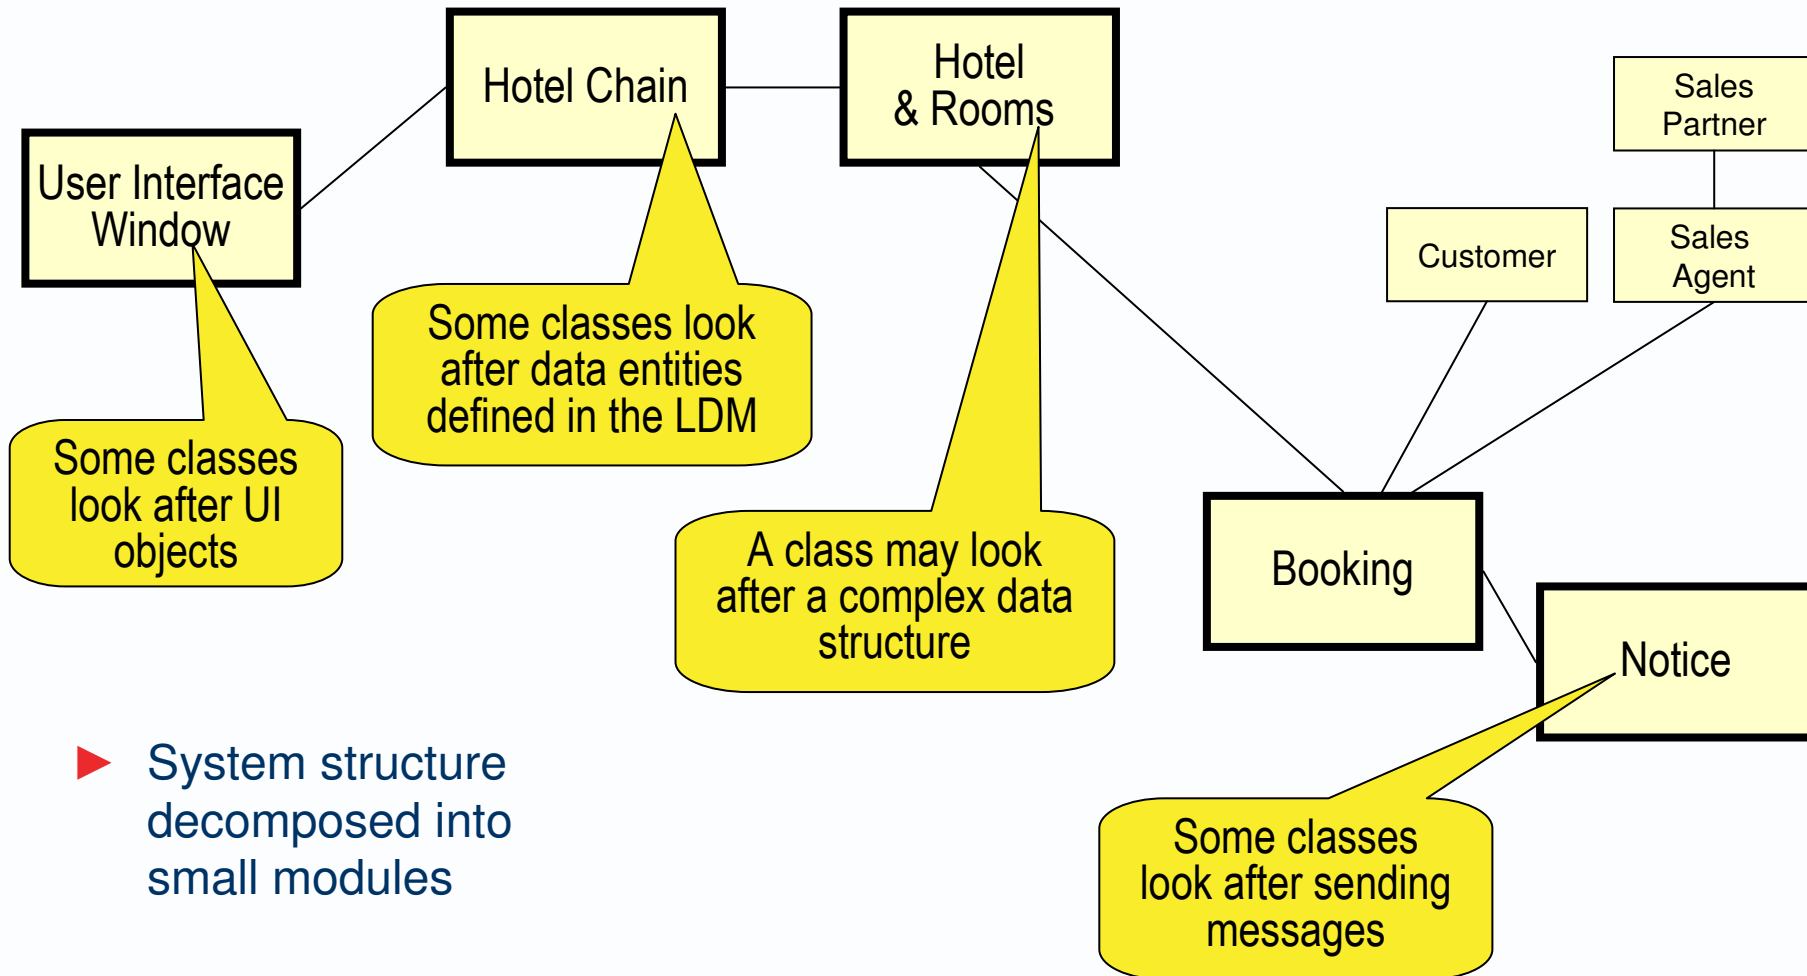 Hotel Chain
Hotel
& Rooms
Sales
Partner
User Interface
Window
Customer
Sales
Agent
Some classes look
after data entities
defined in the LDM
Some classes
look after UI
objects
A class may look
after a complex data
structure
Booking
Notice
System structure
decomposed into
small modules
Some classes
look after sending
messages